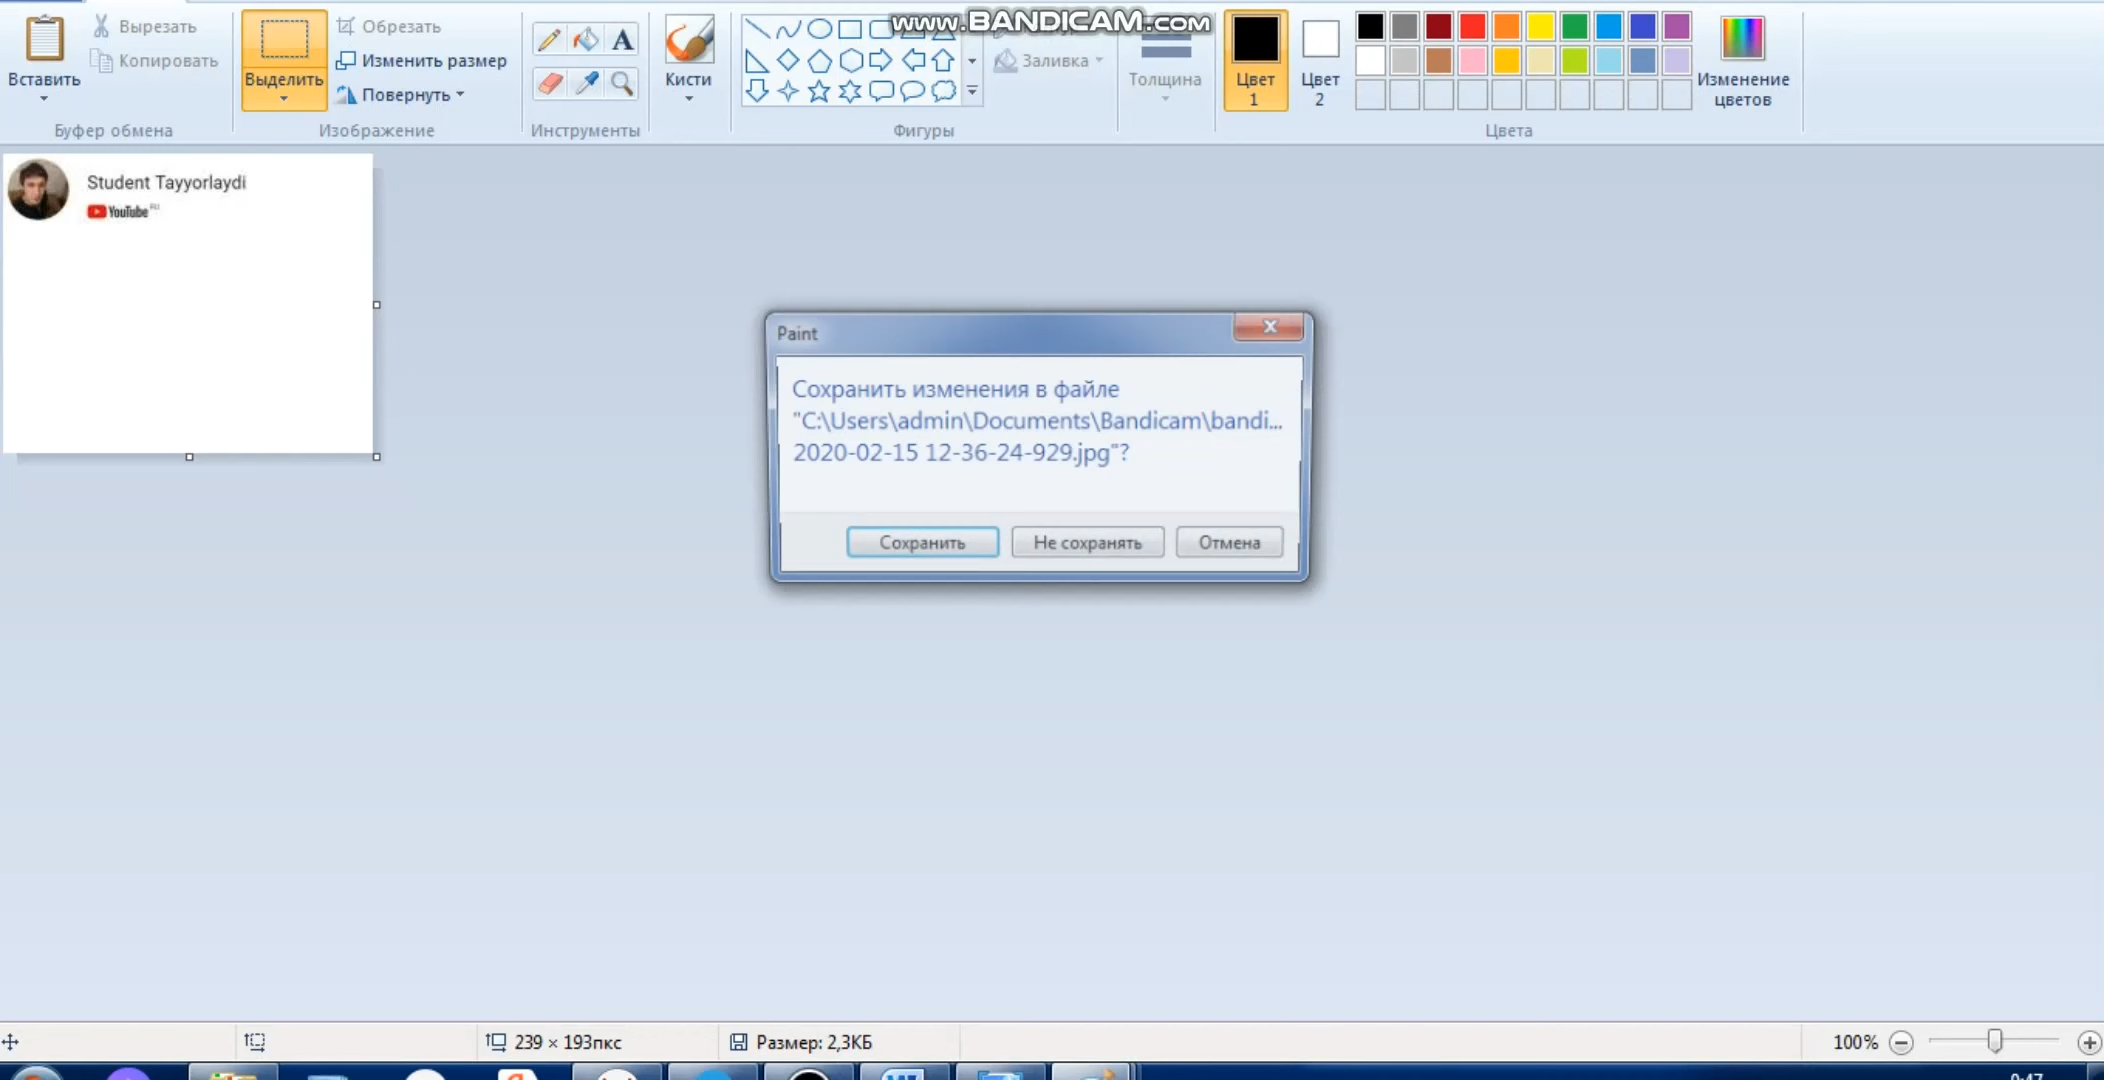 www.BANDICAM.com
Вставить
Вырезать
Копировать
Буфер обмена
Выделить
Обрезать
Изменить размер
Повернуть
Изображение
A
Инструменты
Кисти
Фигуры
Заливка
Толщина
Цвет
1
Цвет
2
Цвета
Изменение
цветов
Student Tayyorlaydi
YouTube RU
Paint
Сохранить изменения в файле
"C:\Users\admin\Documents\Bandicam\bandi...
2020-02-15 12-36-24-929.jpg"?
Сохранить
Не сохранять
Отмена
239 × 193пкс
Размер: 2,3КБ
100%